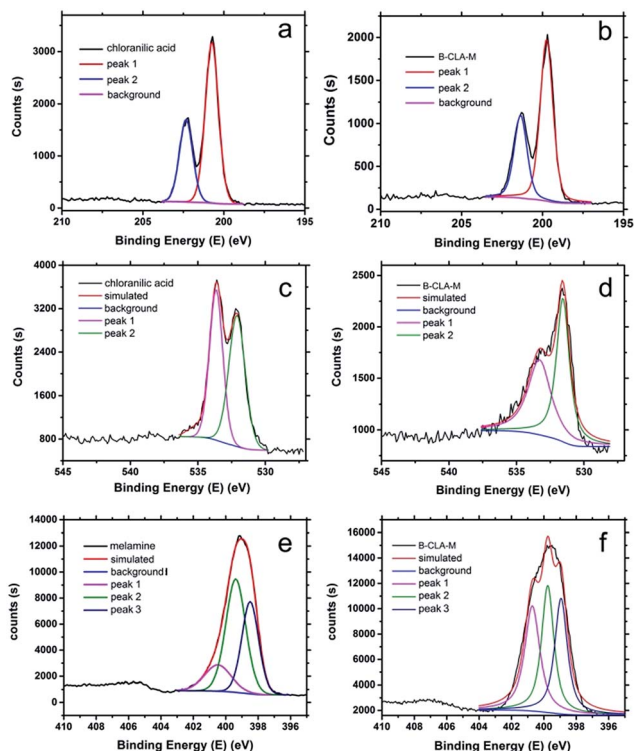 a
chloranilic acid
peak 1
peak 2
background
Counts (s)
3000
2000
1000
0
210
205
200
195
Binding Energy (E) (eV)
b
B-CLA-M
peak 1
peak 2
background
Counts (s)
2000
1500
1000
500
0
210
205
200
195
Binding Energy (E) (eV)
c
chloranilic acid
simulated
background
peak 1
peak 2
Counts (s)
4000
3200
2400
1600
800
545
540
535
530
Binding Energy (E) (eV)
d
B-CLA-M
simulated
background
peak 1
peak 2
Counts (s)
2500
2000
1500
1000
545
540
535
530
Binding Energy (E) (eV)
e
melamine
simulated
backgroundI
peak 1
peak 2
peak 3
counts (s)
14000
12000
10000
8000
6000
4000
2000
0
410
408
406
404
402
400
398
396
Binding Energy (E) (eV)
f
B-CLA-M
simulated
background
peak 1
peak 2
peak 3
counts (s)
16000
14000
12000
10000
8000
6000
4000
2000
410
408
406
404
402
400
398
396
Binding Energy (E) (eV)